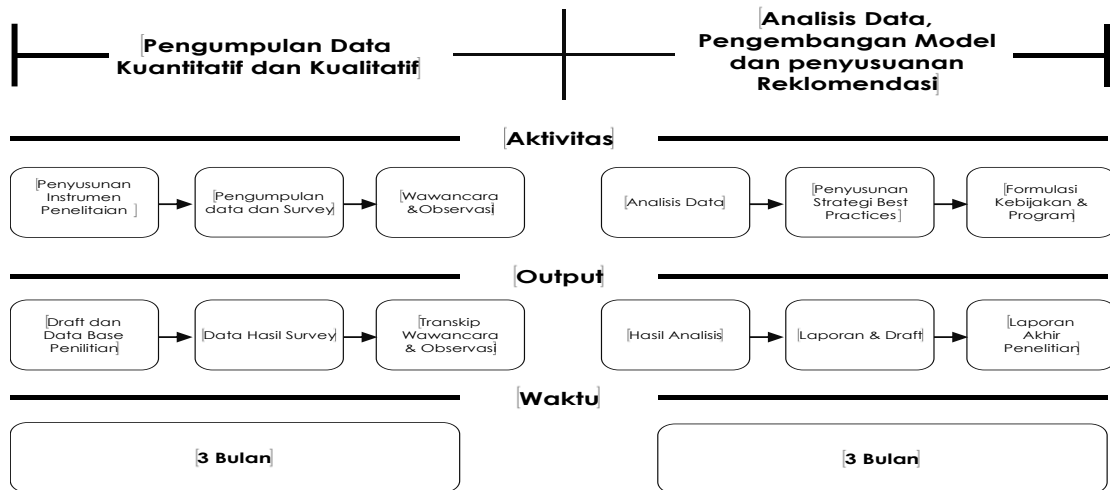 Pengumpulan Data
Kuantitatif dan Kualitatif
Analisis Data,
Pengembangan Model
dan penyusuanan
Reklomendasi
Aktivitas
Penyusunan
Instrumen
Penelitaian
Pengumpulan
data dan Survey
Wawancara
&Observasi
Analisis Data
Penyusunan
Strategi Best
Practices
Formulasi
Kebijakan &
Program
Output
Draft dan
Data Base
Penilitian
Data Hasil Survey
Transkip
Wawancara
& Observasi
Hasil Analisis
Laporan & Draft
Laporan
Akhir
Penelitian
Waktu
3 Bulan
3 Bulan